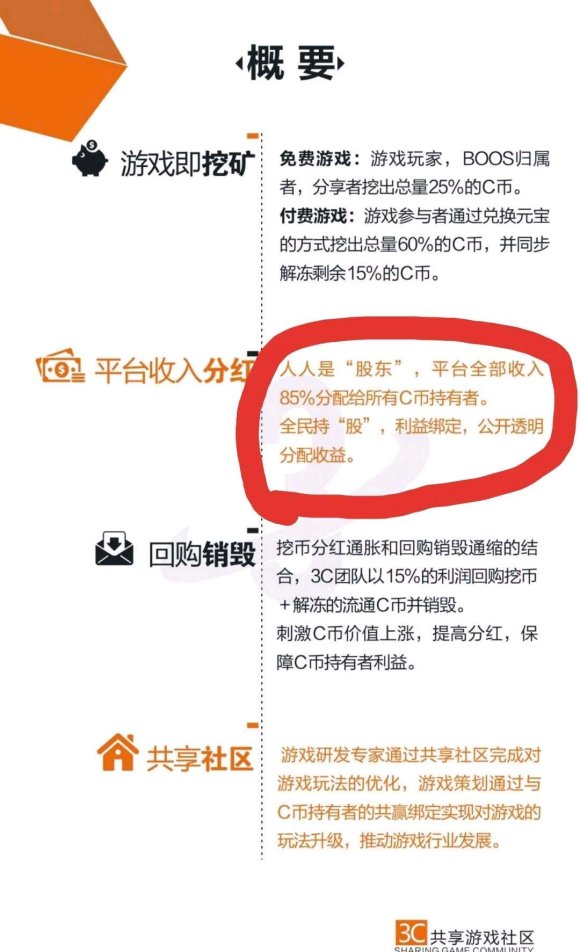 概要
游戏即挖矿
免费游戏：游戏玩家，BOOS归属
者，分享者挖出总量25%的C币。
付费游戏：游戏参与者通过兑换元宝
的方式挖出总量60%的C币，并同步
解冻剩余15%的C币。
平台收入分红
人人是“股东”，平台全部收入
85%分配给所有C币持有者。
全民持“股”，利益绑定，公开透明
分配收益。
回购销毁
挖币分红通胀和回购销毁通缩的结
合，3C团队以15%的利润回购挖币
+解冻的流通C币并销毁。
刺激C币价值上涨，提高分红，保
障C币持有者利益。
共享社区
游戏研发专家通过共享社区完成对
游戏玩法的优化，游戏策划通过与
C币持有者的共赢绑定实现对游戏的
玩法升级，推动游戏行业发展。
3C 共享游戏社区
SHARING GAME COMMUNITY